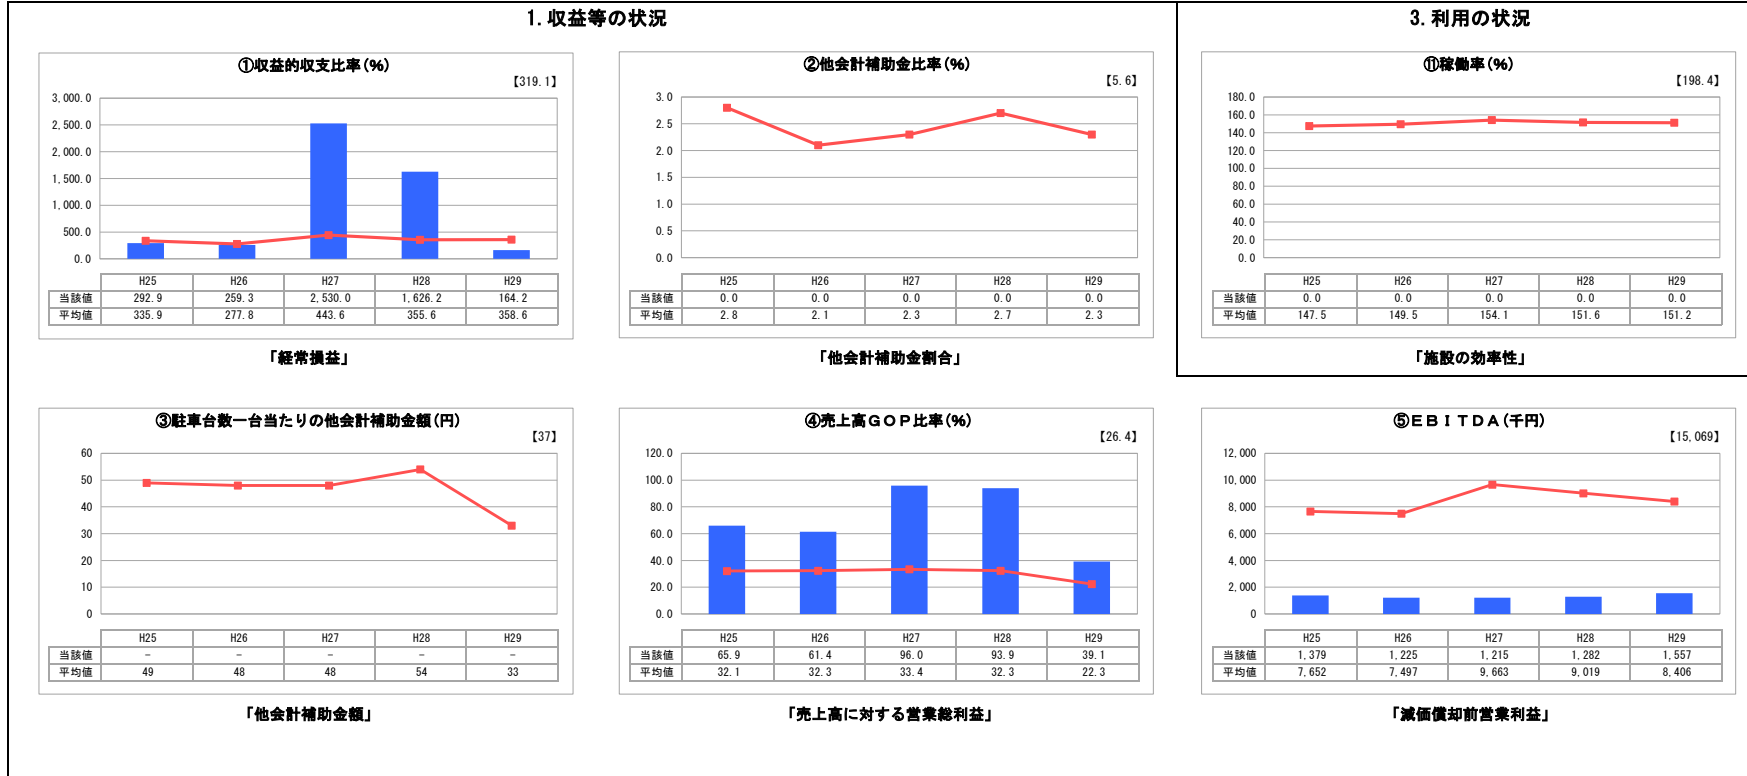 1. 収益等の状況
3. 利用の状況
①収益的収支比率(%)
【319.1】
3,000.0
2,500.0
2,000.0
1,500.0
1,000.0
500.0
0.0
H25 H26 H27 H28 H29
当該値 292.9 259.3 2,530.0 1,626.2 164.2
平均値 335.9 277.8 443.6 355.6 358.6
「経常損益」
②他会計補助金比率(%)
【5.6】
3.0
2.5
2.0
1.5
1.0
0.5
0.0
H25 H26 H27 H28 H29
当該値 0.0 0.0 0.0 0.0 0.0
平均値 2.8 2.1 2.3 2.7 2.3
「他会計補助金割合」
⑪稼働率(%)
【198.4】
180.0
160.0
140.0
120.0
100.0
80.0
60.0
40.0
20.0
0.0
H25 H26 H27 H28 H29
当該値 0.0 0.0 0.0 0.0 0.0
平均値 147.5 149.5 154.1 151.6 151.2
「施設の効率性」
③駐車台数一台当たりの他会計補助金額(円)
【37】
60
50
40
30
20
10
0
H25 H26 H27 H28 H29
当該値 － － － － －
平均値 49 48 48 54 33
「他会計補助金額」
④売上高ＧＯＰ比率(%)
【26.4】
120.0
100.0
80.0
60.0
40.0
20.0
0.0
H25 H26 H27 H28 H29
当該値 65.9 61.4 96.0 93.9 39.1
平均値 32.1 32.3 33.4 32.3 22.3
「売上高に対する営業総利益」
⑤ＥＢＩＴＤＡ(千円)
【15,069】
12,000
10,000
8,000
6,000
4,000
2,000
0
H25 H26 H27 H28 H29
当該値 1,379 1,225 1,215 1,282 1,557
平均値 7,652 7,497 9,663 9,019 8,406
「減価償却前営業利益」